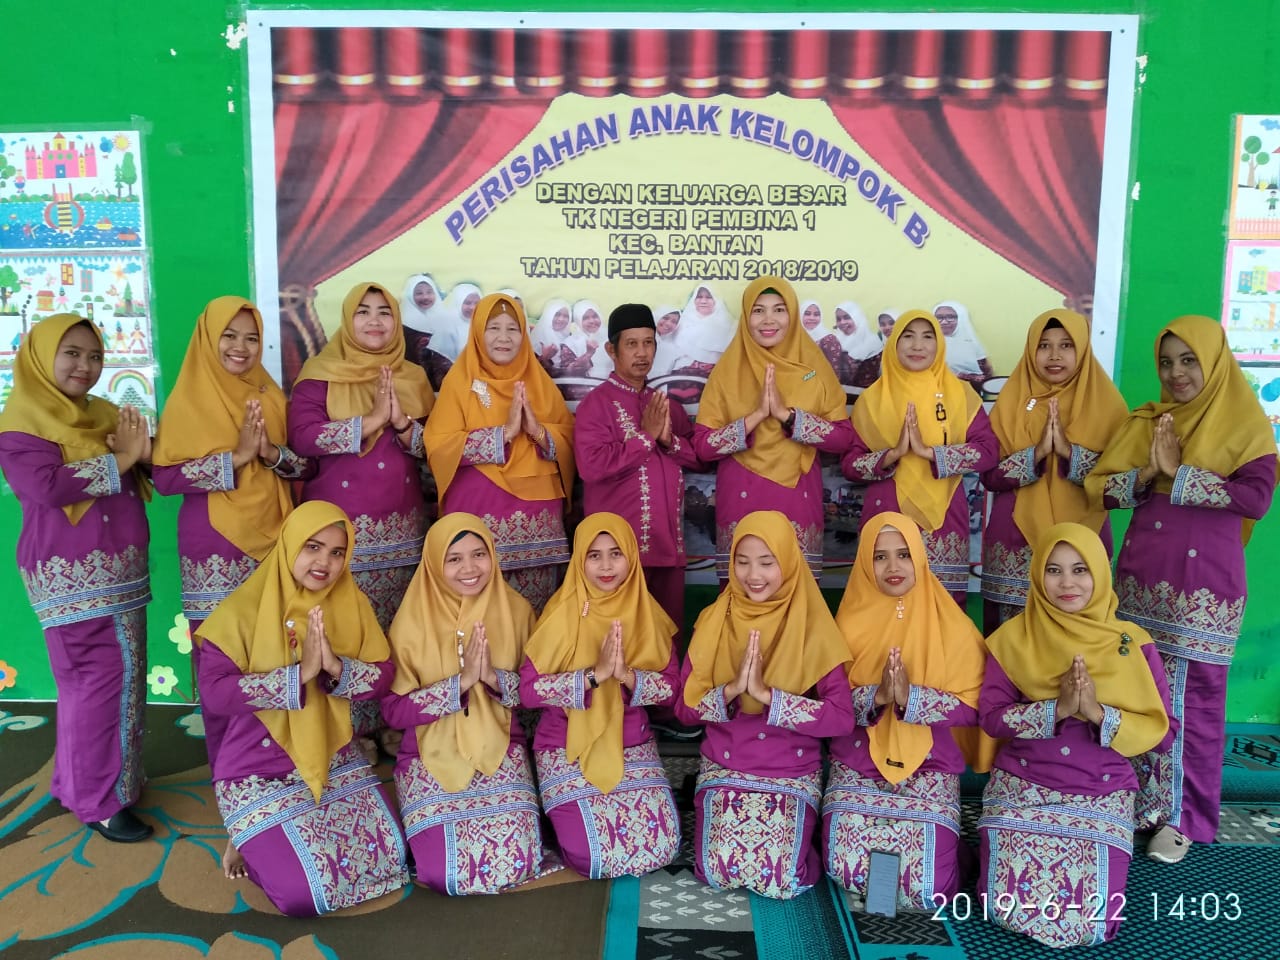 PERISAHAN ANAK KELOMPOK B
DENGAN KELUARGA BESAR
TK NEGERI PEMBINA 1
KEC. BANTAN
TAHUN PELAJARAN 2018/2019
2019-6-22 14:03